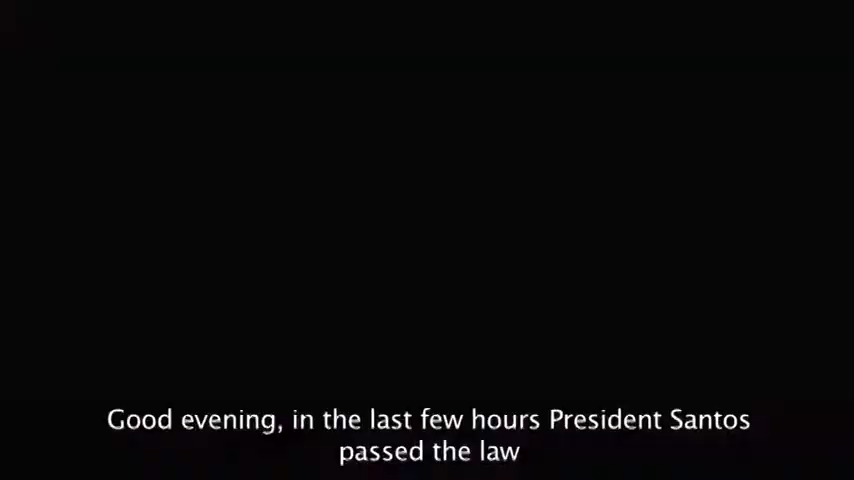 Good evening, in the last few hours President Santos
passed the law